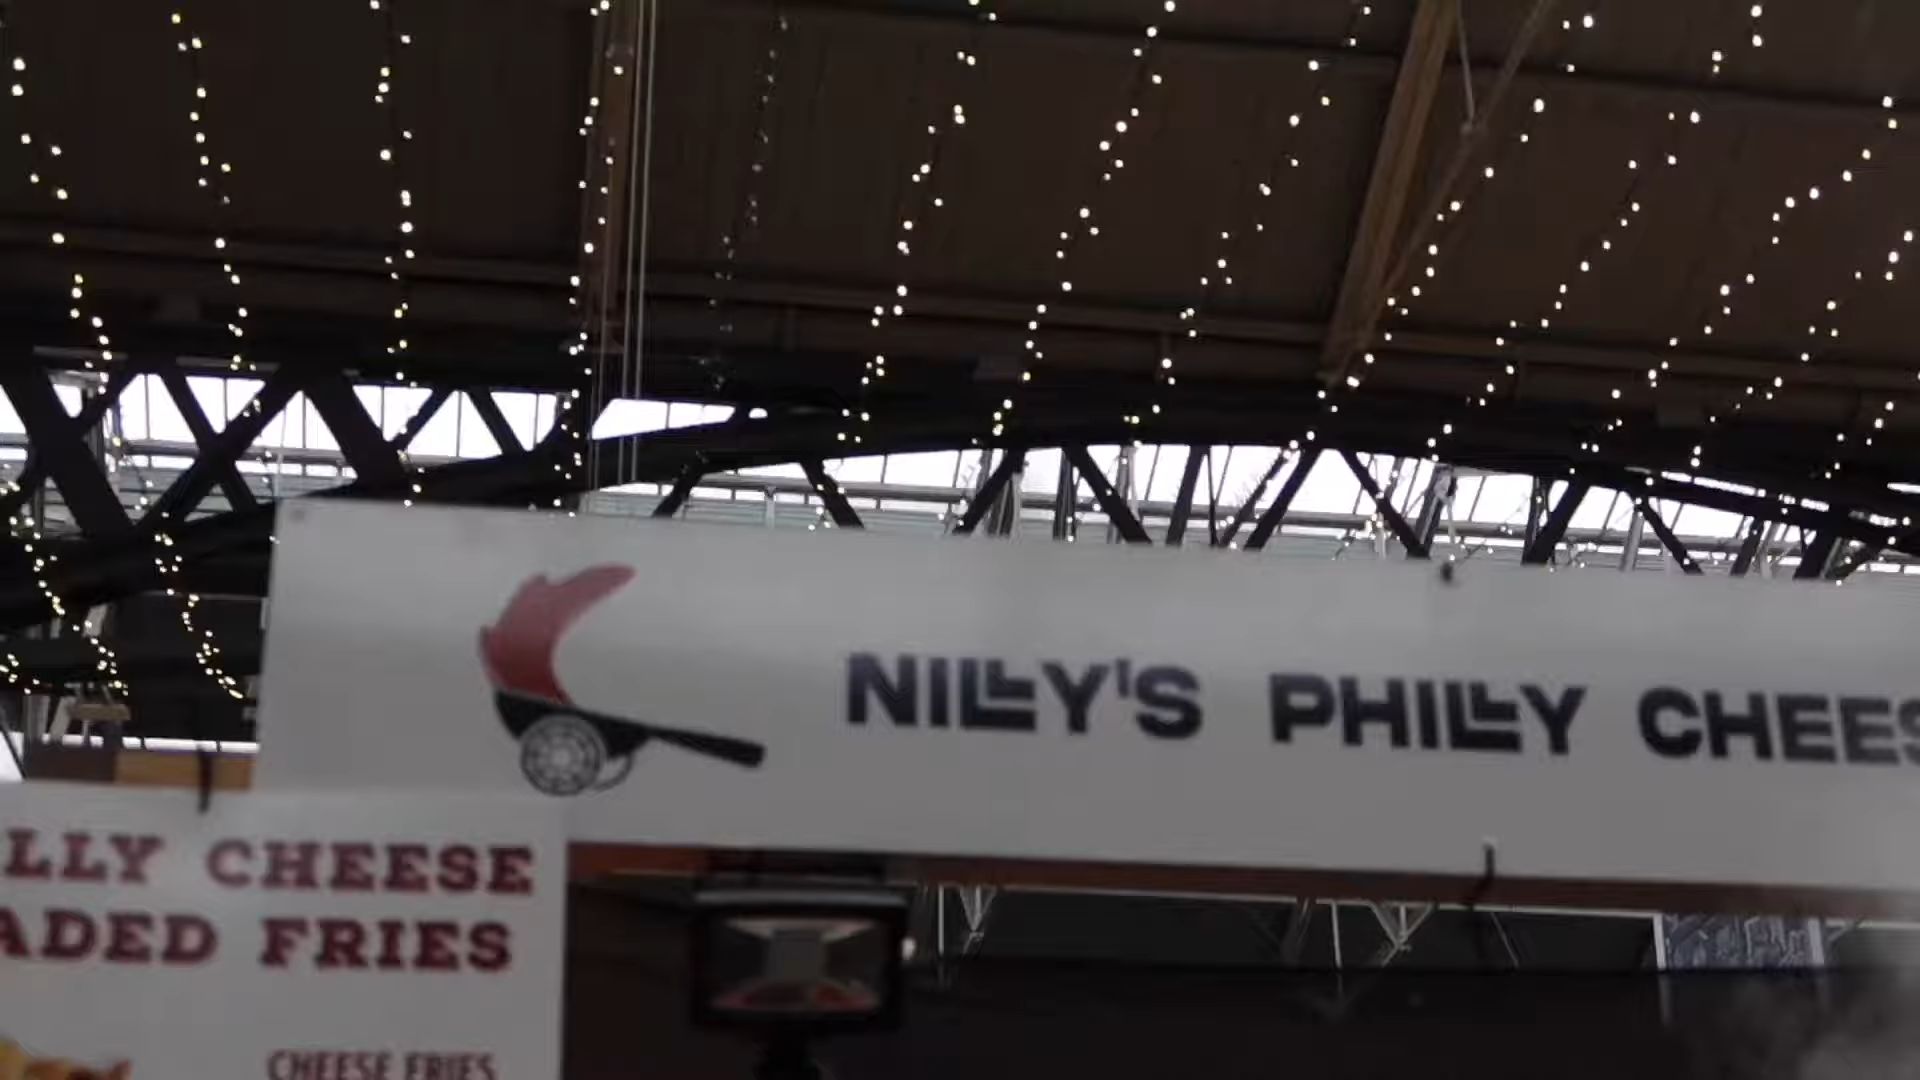 NILLY'S PHILLY CHEES
LLY CHEESE
ADED FRIES
CHEESE FRIES